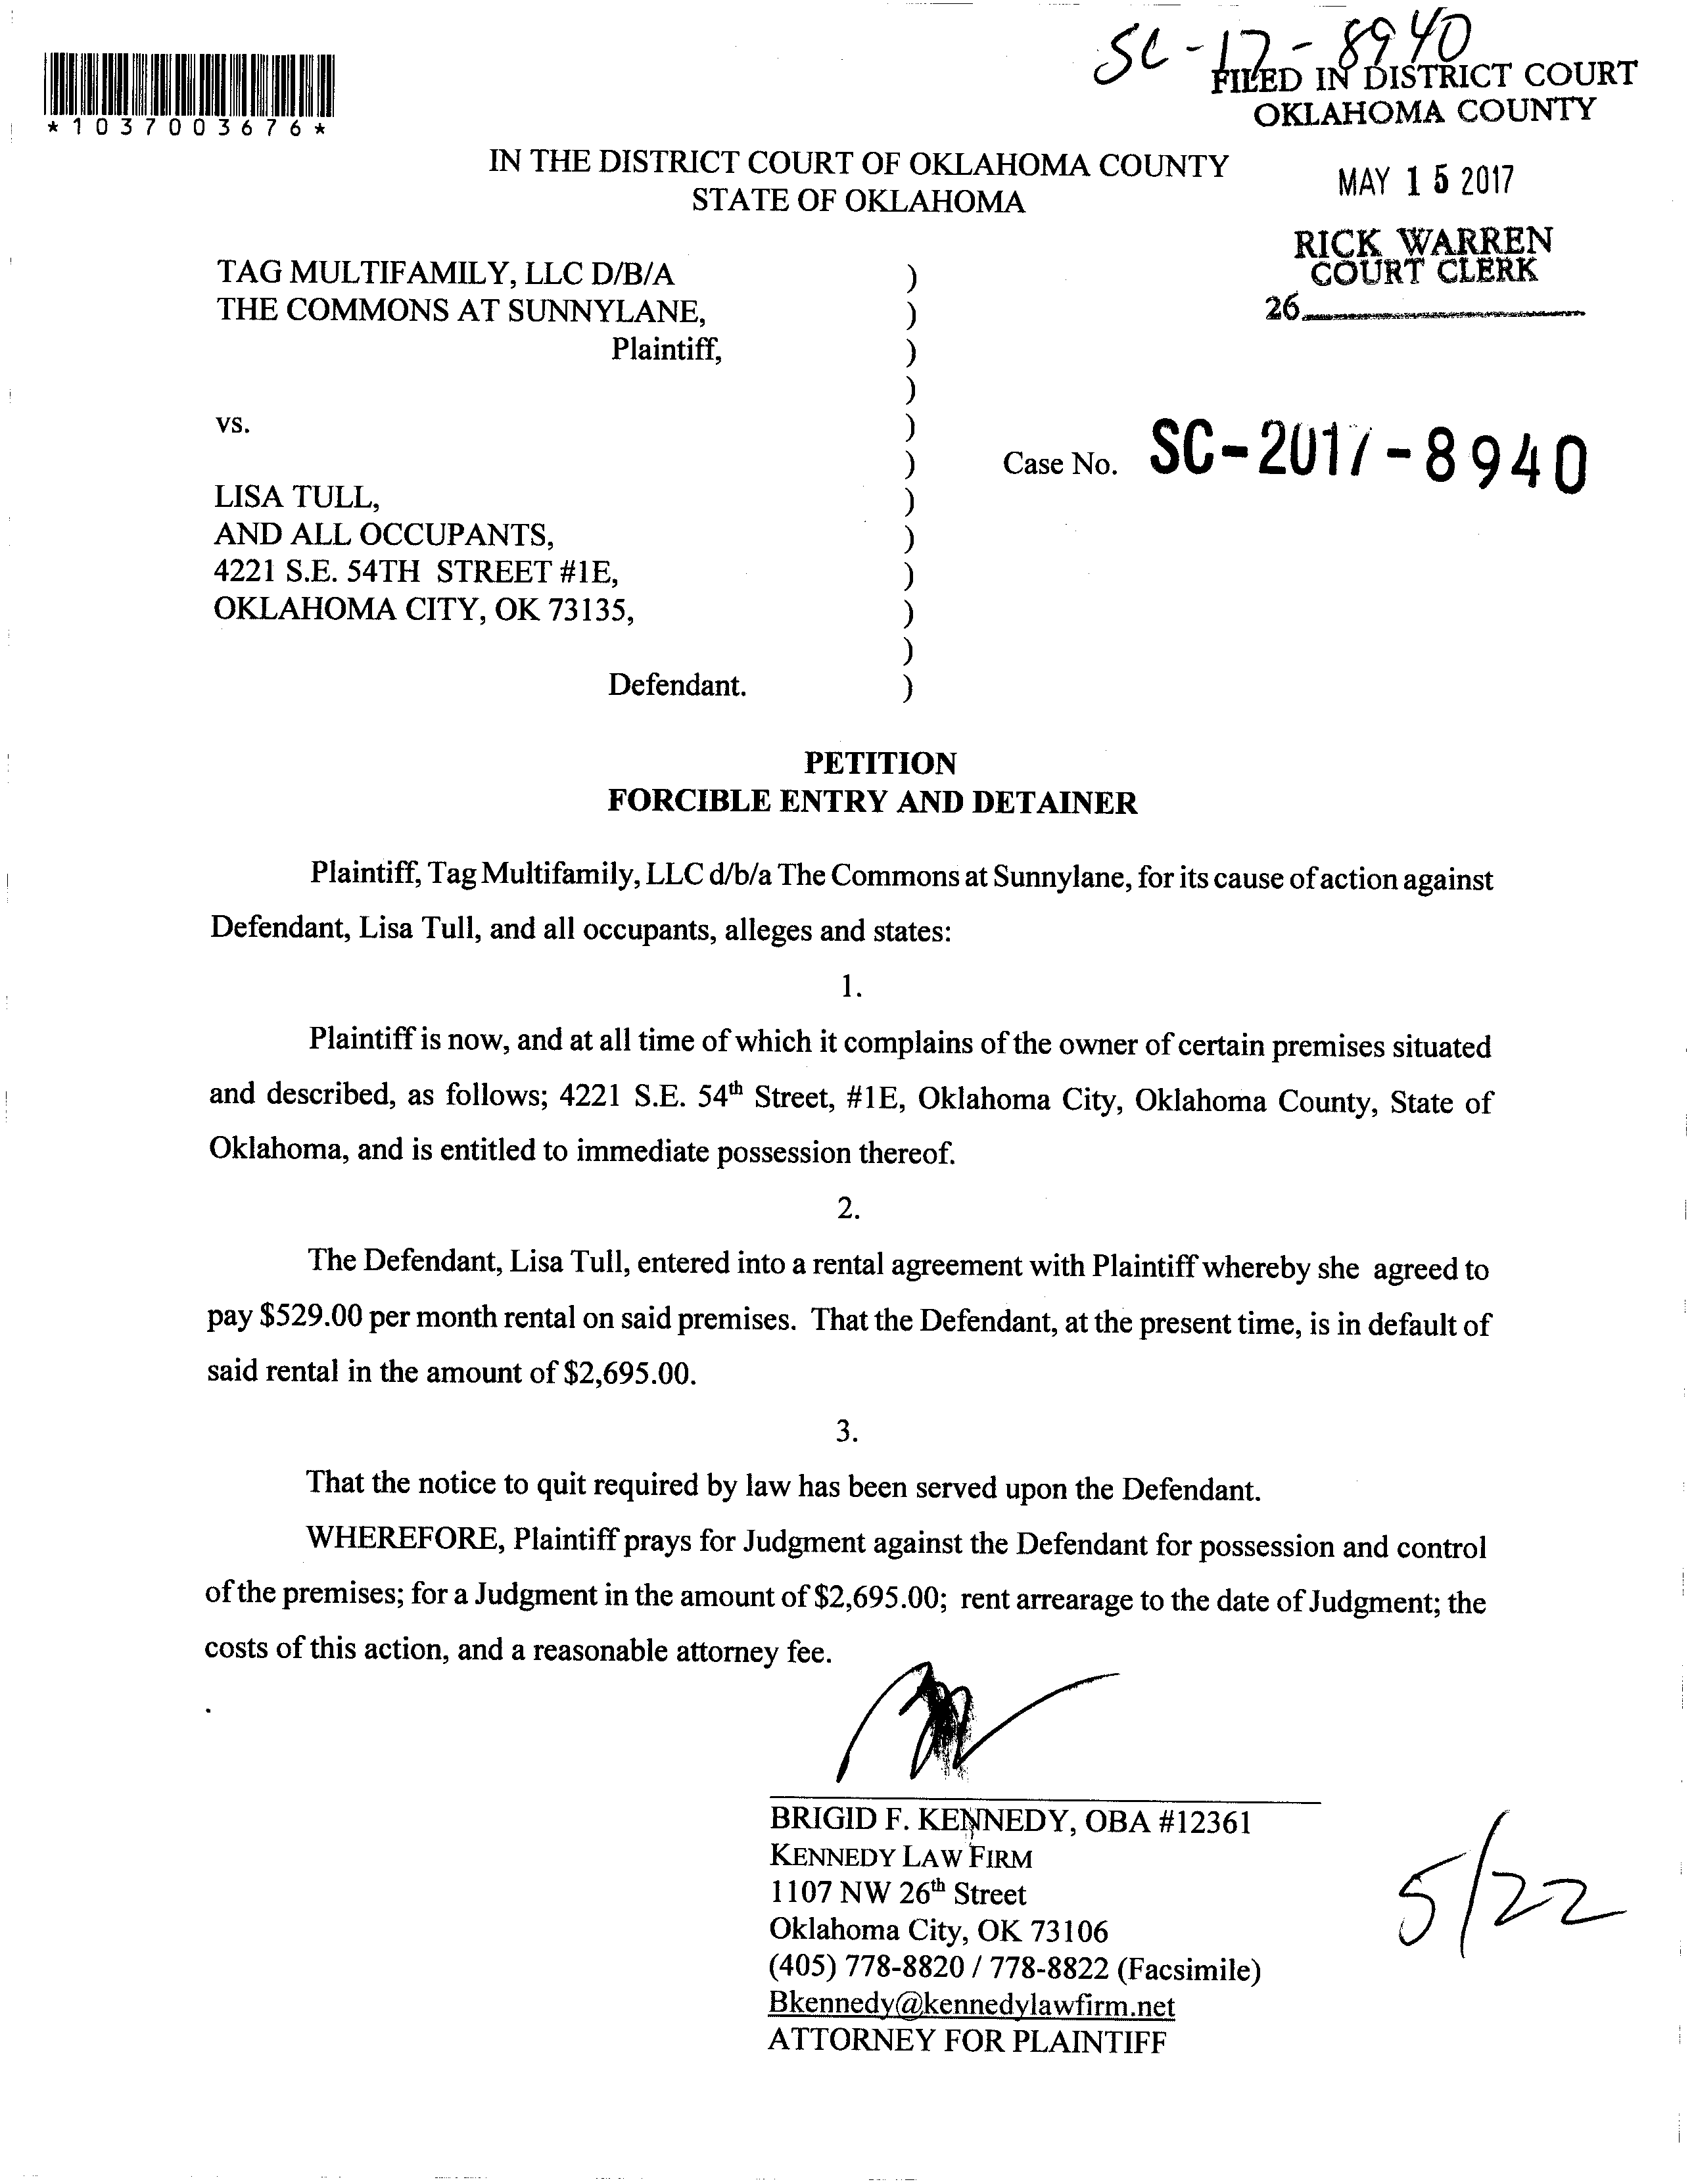 SC-17-8940
FILED IN DISTRICT COURT
OKLAHOMA COUNTY
*1037003676*
IN THE DISTRICT COURT OF OKLAHOMA COUNTY
STATE OF OKLAHOMA
MAY 15 2017
RICK WARREN
COURT CLERK
26
TAG MULTIFAMILY, LLC D/B/A )
THE COMMONS AT SUNNYLANE, )
Plaintiff, )
)
vs. )
) Case No. SC-2017-8940
LISA TULL, )
AND ALL OCCUPANTS, )
4221 S.E. 54TH STREET #1E, )
OKLAHOMA CITY, OK 73135, )
)
Defendant. )
PETITION
FORCIBLE ENTRY AND DETAINER
Plaintiff, Tag Multifamily, LLC d/b/a The Commons at Sunnylane, for its cause of action against
Defendant, Lisa Tull, and all occupants, alleges and states:
1.
Plaintiff is now, and at all time of which it complains of the owner of certain premises situated
and described, as follows; 4221 S.E. 54th Street, #1E, Oklahoma City, Oklahoma County, State of
Oklahoma, and is entitled to immediate possession thereof.
2.
The Defendant, Lisa Tull, entered into a rental agreement with Plaintiff whereby she agreed to
pay $529.00 per month rental on said premises. That the Defendant, at the present time, is in default of
said rental in the amount of $2,695.00.
3.
That the notice to quit required by law has been served upon the Defendant.
WHEREFORE, Plaintiff prays for Judgment against the Defendant for possession and control
of the premises; for a Judgment in the amount of $2,695.00; rent arrearage to the date of Judgment; the
costs of this action, and a reasonable attorney fee.
BRIGID F. KENNEDY, OBA #12361
KENNEDY LAW FIRM
1107 NW 26th Street
Oklahoma City, OK 73106
(405) 778-8820 / 778-8822 (Facsimile)
Bkennedy@kennedylawfirm.net
ATTORNEY FOR PLAINTIFF
5/22